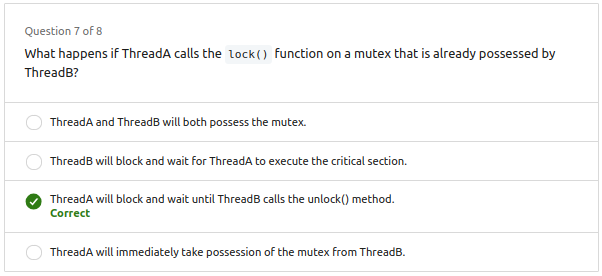 Question 7 of 8
What happens if ThreadA calls the lock() function on a mutex that is already possessed by
ThreadB?
ThreadA and ThreadB will both possess the mutex.
ThreadB will block and wait for ThreadA to execute the critical section.
ThreadA will block and wait until ThreadB calls the unlock() method.
Correct
ThreadA will immediately take possession of the mutex from ThreadB.